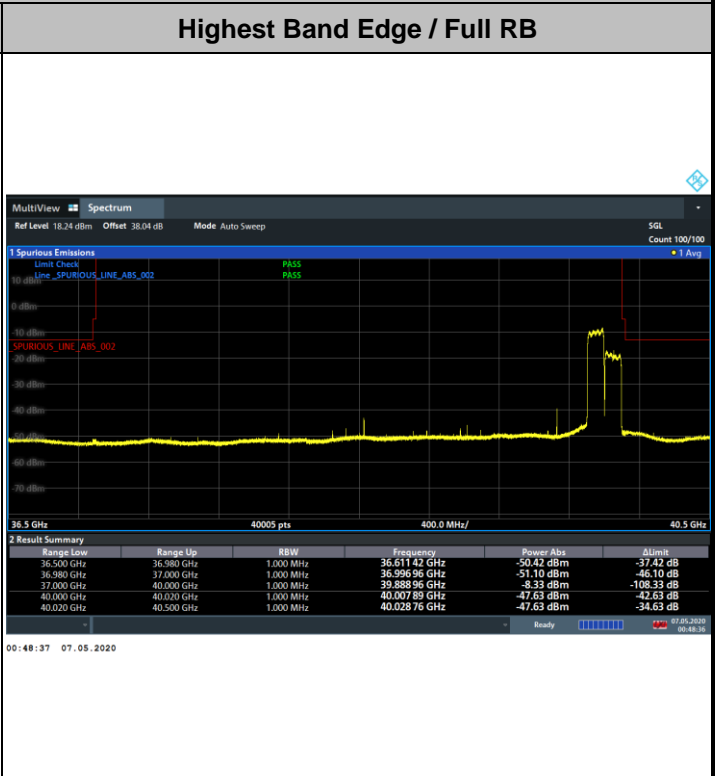 Highest Band Edge / Full RB
MultiView Spectrum
Ref Level 18.24 dBm Offset 38.04 dB Mode Auto Sweep SGL
Count 100/100
1 Spurious Emissions 1 Avg
Limit Check PASS
Line _SPURIOUS_LINE_ABS_002 PASS
10 dBm
0 dBm
-10 dBm
_SPURIOUS_LINE_ABS_002
-20 dBm
-30 dBm
-40 dBm
-50 dBm
-60 dBm
-70 dBm
36.5 GHz 40005 pts 400.0 MHz/ 40.5 GHz
2 Result Summary
Range Low Range Up RBW Frequency Power Abs ΔLimit
36.500 GHz 36.980 GHz 1.000 MHz 36.611 42 GHz -50.42 dBm -37.42 dB
36.980 GHz 37.000 GHz 1.000 MHz 36.996 96 GHz -51.10 dBm -46.10 dB
37.000 GHz 40.000 GHz 1.000 MHz 39.888 96 GHz -8.33 dBm -108.33 dB
40.000 GHz 40.020 GHz 1.000 MHz 40.007 89 GHz -47.63 dBm -42.63 dB
40.020 GHz 40.500 GHz 1.000 MHz 40.028 76 GHz -47.63 dBm -34.63 dB
Ready 07.05.2020
00:48:36
00:48:37 07.05.2020